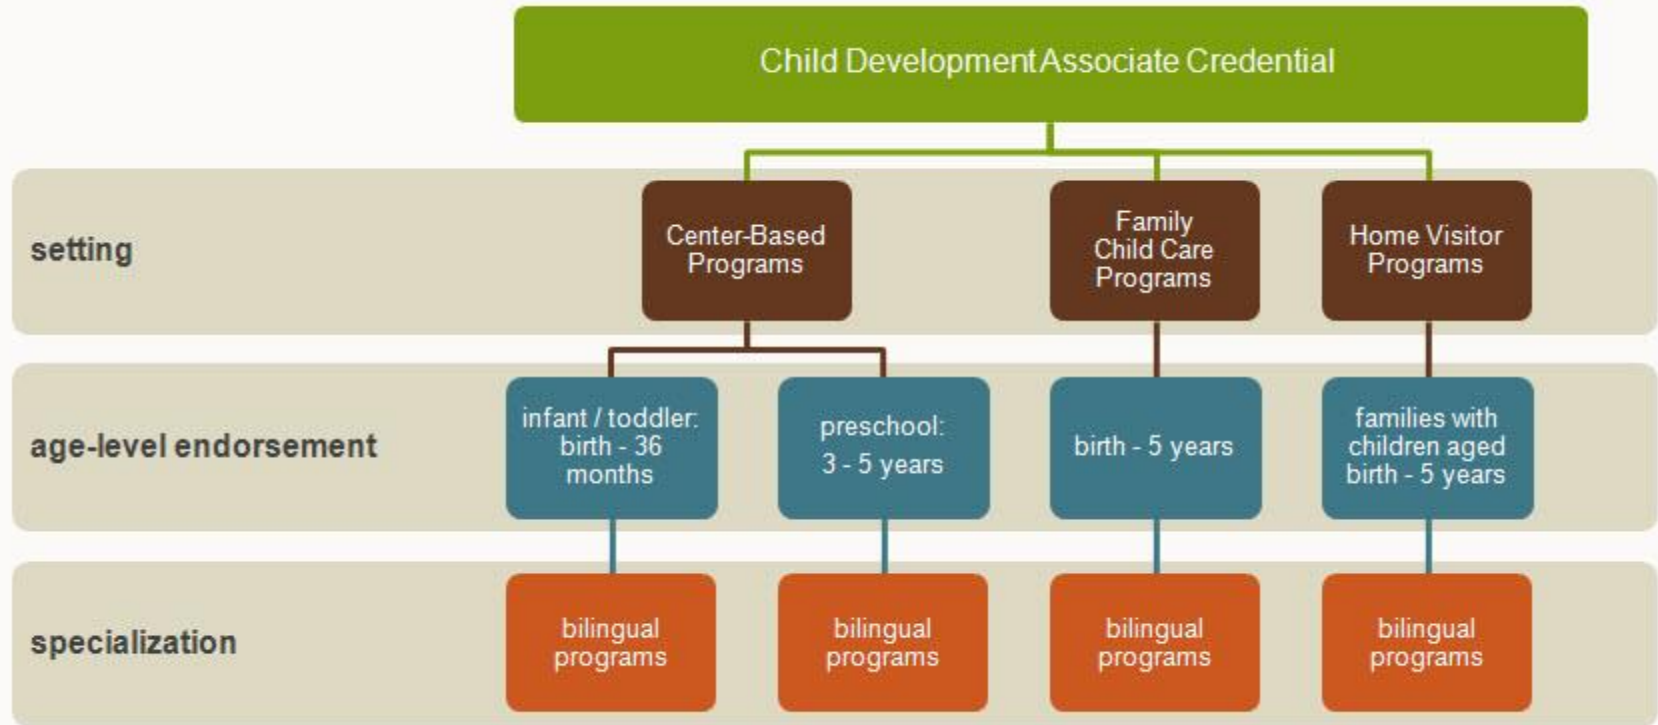 Child Development Associate Credential
setting
Center-Based
Programs
Family
Child Care
Programs
Home Visitor
Programs
age-level endorsement
infant / toddler:
birth - 36
months
preschool:
3 - 5 years
birth - 5 years
families with
children aged
birth - 5 years
specialization
bilingual
programs
bilingual
programs
bilingual
programs
bilingual
programs